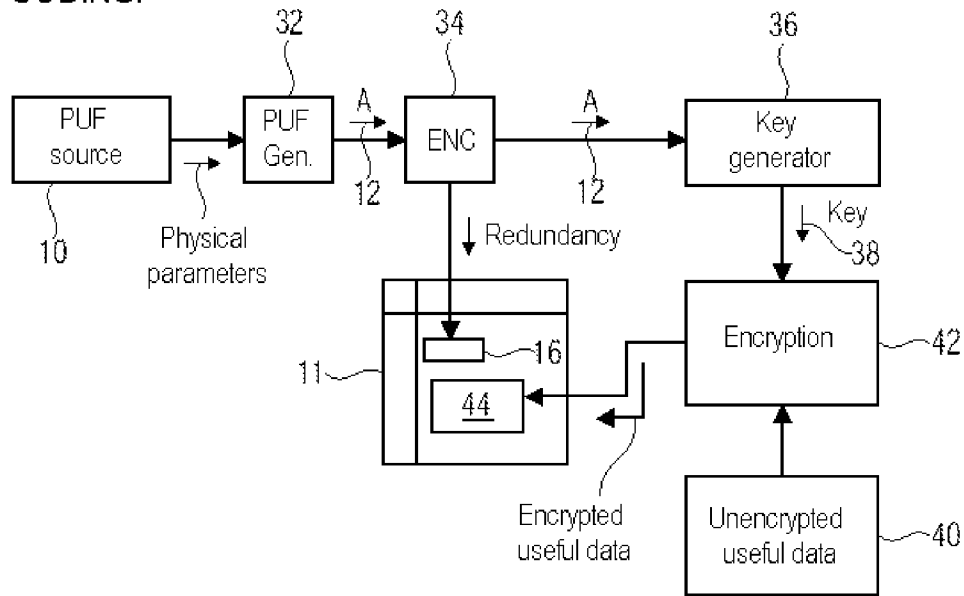 32
34
36
PUF
source
PUF
Gen.
A
12
ENC
A
12
Key
generator
10
Physical
parameters
Redundancy
Key
38
11
16
44
Encryption
42
Encrypted
useful data
Unencrypted
useful data
40